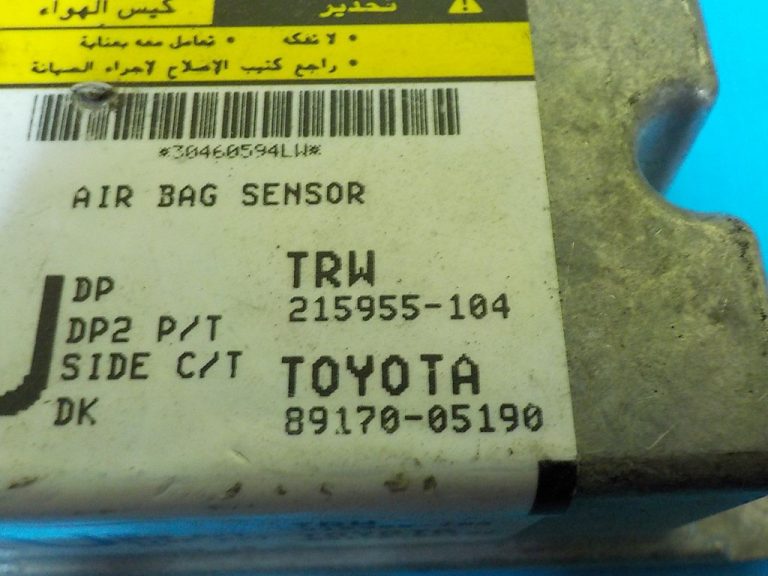 تحذير
كيس الهواء
• لا تفكه • تعامل معه بعناية
• راجع كتيب الإصلاح لإجراء الصيانة
*30460594LW*
AIR BAG SENSOR
J
DP
DP2 P/T
SIDE C/T
DK
TRW
215955-104
TOYOTA
89170-05190